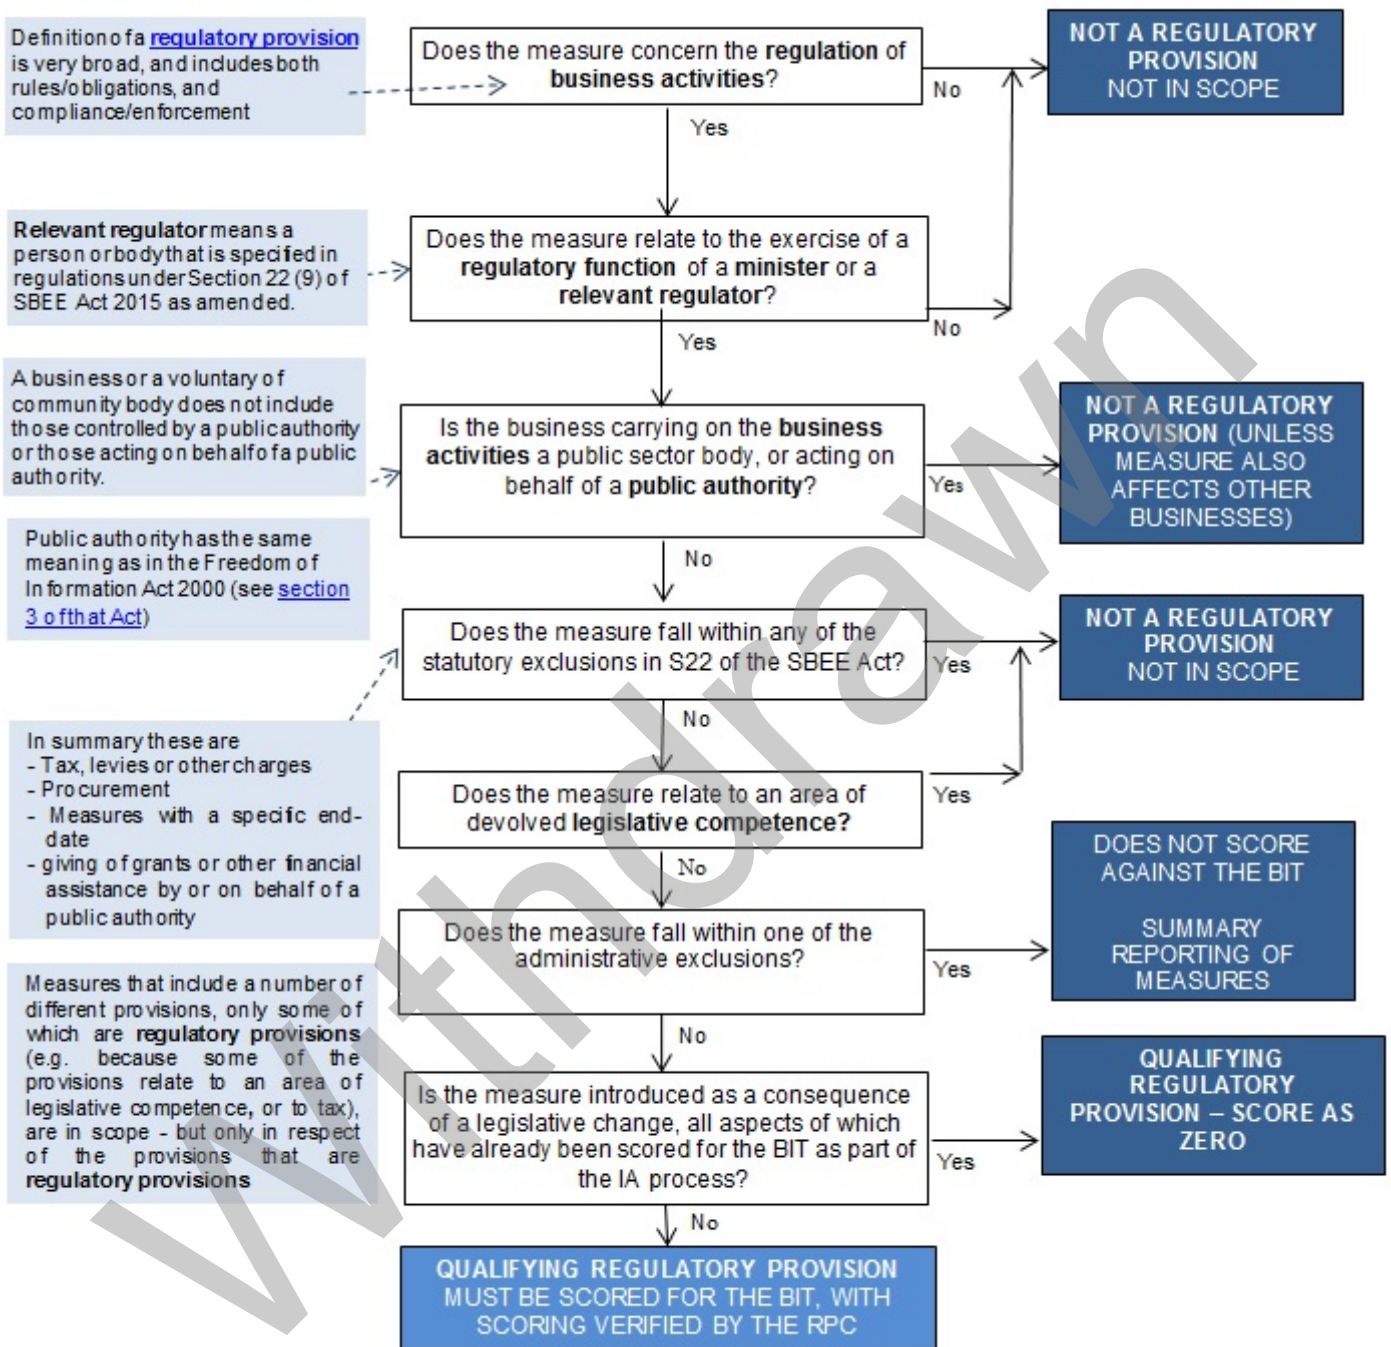 Definition of a regulatory provision
is very broad, and includes both
rules/obligations, and
compliance/enforcement
Does the measure concern the regulation of
business activities?
No
NOT A REGULATORY
PROVISION
NOT IN SCOPE
Yes
Relevant regulator means a
person or body that is specified in
regulations under Section 22 (9) of
SBEE Act 2015 as amended.
Does the measure relate to the exercise of a
regulatory function of a minister or a
relevant regulator?
No
Yes
A business or a voluntary of
community body does not include
those controlled by a public authority
or those acting on behalf of a public
authority.
Is the business carrying on the business
activities a public sector body, or acting on
behalf of a public authority?
Yes
NOT A REGULATORY
PROVISION (UNLESS
MEASURE ALSO
AFFECTS OTHER
BUSINESSES)
No
Public authority has the same
meaning as in the Freedom of
Information Act 2000 (see section
3 of that Act)
Does the measure fall within any of the
statutory exclusions in S22 of the SBEE Act?
Yes
NOT A REGULATORY
PROVISION
NOT IN SCOPE
No
In summary these are
- Tax, levies or other charges
- Procurement
- Measures with a specific end-
date
- giving of grants or other financial
assistance by or on behalf of a
public authority
Does the measure relate to an area of
devolved legislative competence?
Yes
No
Does the measure fall within one of the
administrative exclusions?
Yes
DOES NOT SCORE
AGAINST THE BIT
SUMMARY
REPORTING OF
MEASURES
No
Measures that include a number of
different provisions, only some of
which are regulatory provisions
(e.g. because some of the
provisions relate to an area of
legislative competence, or to tax),
are in scope - but only in respect
of the provisions that are
regulatory provisions
Is the measure introduced as a consequence
of a legislative change, all aspects of which
have already been scored for the BIT as part of
the IA process?
Yes
QUALIFYING
REGULATORY
PROVISION – SCORE AS
ZERO
No
QUALIFYING REGULATORY PROVISION
MUST BE SCORED FOR THE BIT, WITH
SCORING VERIFIED BY THE RPC
Withdrawn